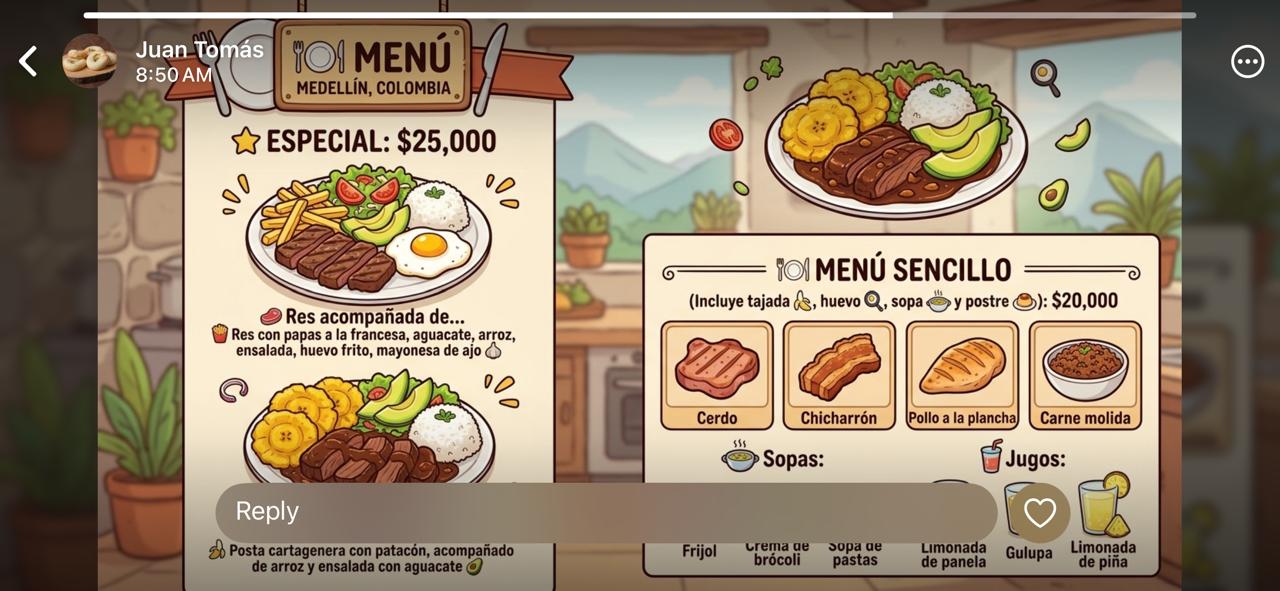 Juan Tomás
8:50 AM
MENÚ
MEDELLÍN, COLOMBIA
ESPECIAL: $25,000
Res acompañada de...
Res con papas a la francesa, aguacate, arroz,
ensalada, huevo frito, mayonesa de ajo
Posta cartagenera con patacón, acompañado
de arroz y ensalada con aguacate
MENÚ SENCILLO
(Incluye tajada, huevo, sopa y postre): $20,000
Cerdo
Chicharrón
Pollo a la plancha
Carne molida
Sopas:
Frijol
Crema de
brócoli
Sopa de
pastas
Jugos:
Limonada
de panela
Gulupa
Limonada
de piña
Reply